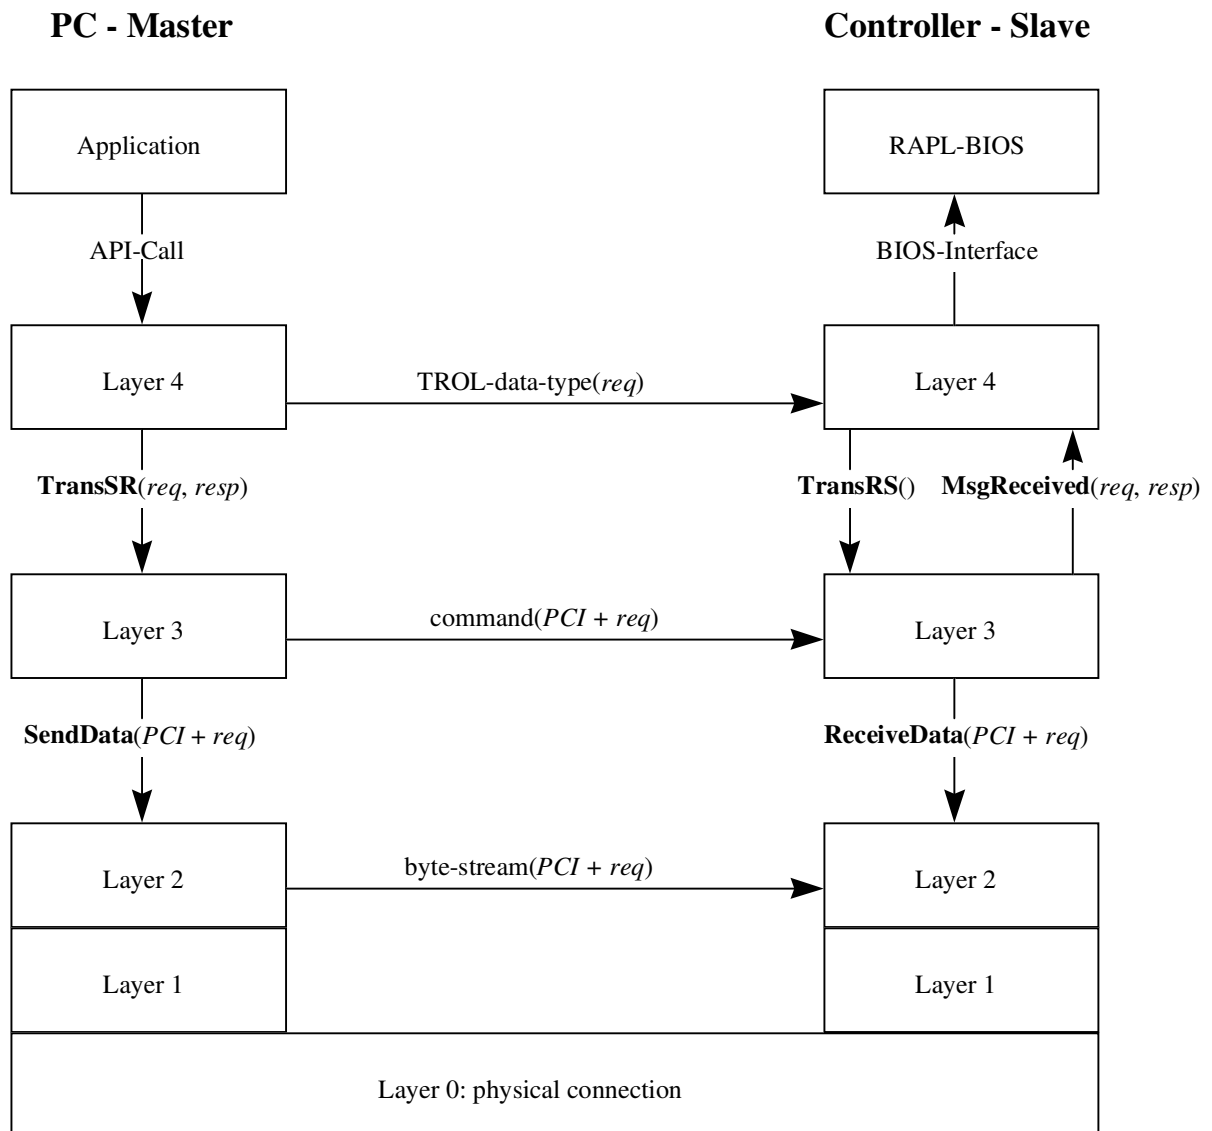 PC - Master
Controller - Slave
Application
RAPL-BIOS
API-Call
BIOS-Interface
Layer 4
TROL-data-type(req)
Layer 4
TransSR(req, resp)
TransRS()
MsgReceived(req, resp)
Layer 3
command(PCI + req)
Layer 3
SendData(PCI + req)
ReceiveData(PCI + req)
Layer 2
byte-stream(PCI + req)
Layer 2
Layer 1
Layer 1
Layer 0: physical connection